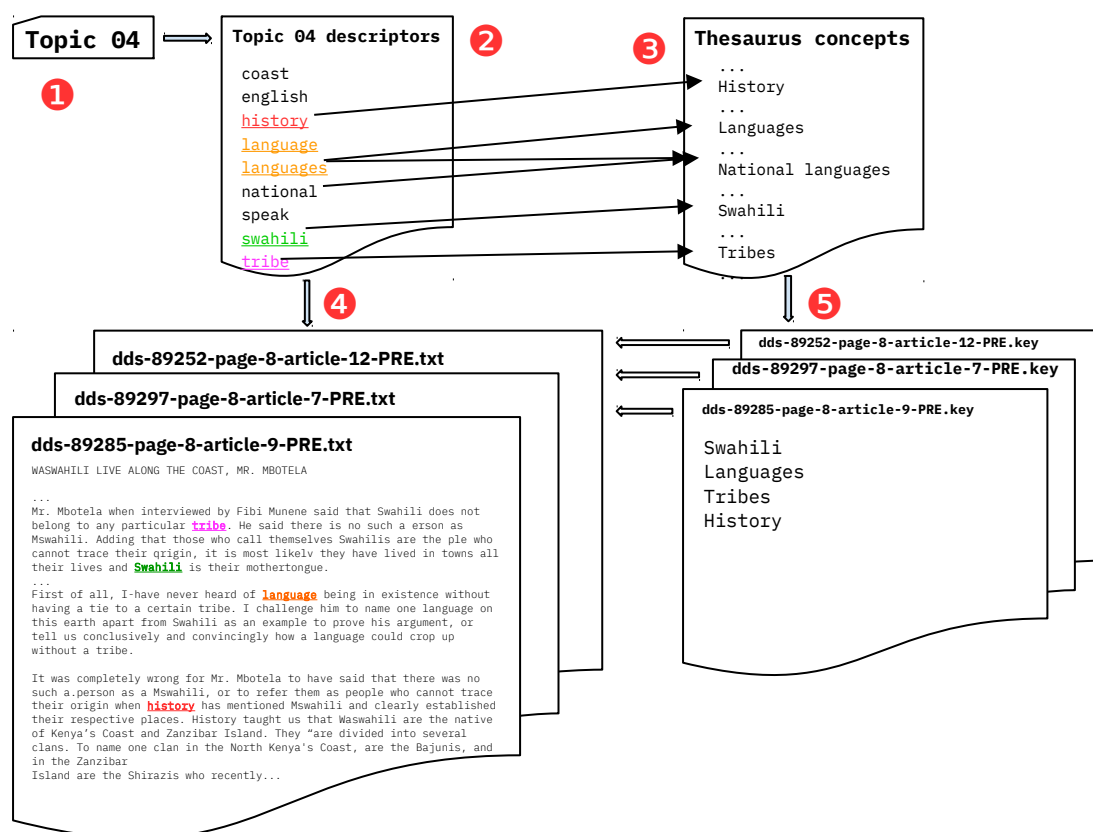 Topic 04
❶
Topic 04 descriptors
❷
coast
english
history
language
languages
national
speak
swahili
tribe
❸
Thesaurus concepts
...
History
...
Languages
...
National languages
...
Swahili
...
Tribes
...
❹
❺
dds-89252-page-8-article-12-PRE.txt
dds-89297-page-8-article-7-PRE.txt
dds-89285-page-8-article-9-PRE.txt
WASWAHILI LIVE ALONG THE COAST, MR. MBOTELA
...
Mr. Mbotela when interviewed by Fibi Munene said that Swahili does not
belong to any particular tribe. He said there is no such a erson as
Mswahili. Adding that those who call themselves Swahilis are the ple who
cannot trace their qrigin, it is most likelv they have lived in towns all
their lives and Swahili is their mothertongue.
...
First of all, I-have never heard of language being in existence without
having a tie to a certain tribe. I challenge him to name one language on
this earth apart from Swahili as an example to prove his argument, or
tell us conclusively and convincingly how a language could crop up
without a tribe.
It was completely wrong for Mr. Mbotela to have said that there was no
such a.person as a Mswahili, or to refer them as people who cannot trace
their origin when history has mentioned Mswahili and clearly established
their respective places. History taught us that Waswahili are the native
of Kenya’s Coast and Zanzibar Island. They “are divided into several
clans. To name one clan in the North Kenya's Coast, are the Bajunis, and
in the Zanzibar
Island are the Shirazis who recently...
dds-89252-page-8-article-12-PRE.key
dds-89297-page-8-article-7-PRE.key
dds-89285-page-8-article-9-PRE.key
Swahili
Languages
Tribes
History